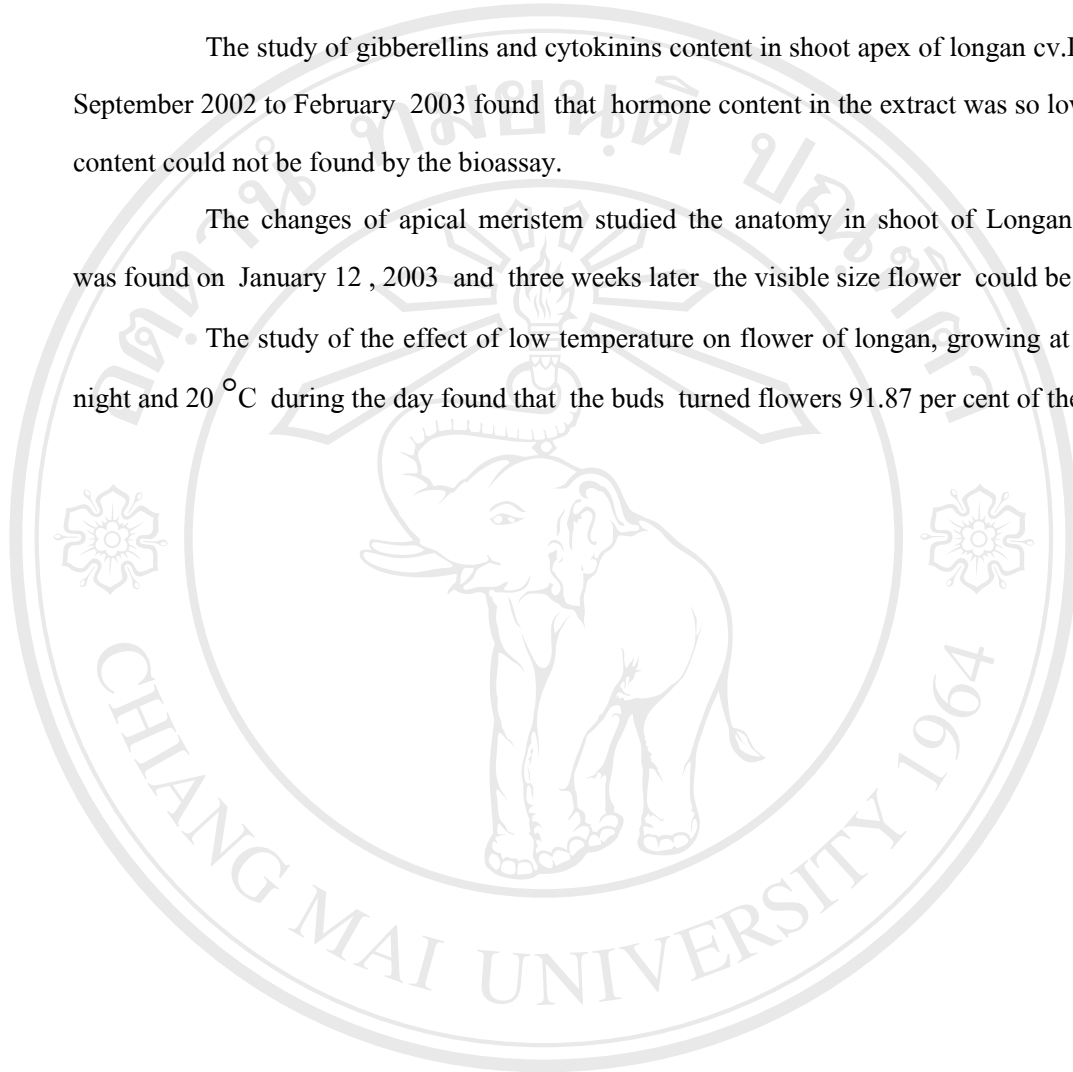 The study of gibberellins and cytokinins content in shoot apex of longan
September 2002 to February 2003 found that hormone content in the extract was so
content could not be found by the bioassay.
The changes of apical meristem studied the anatomy in shoot of Longan
was found on January 12 , 2003 and three weeks later the visible size flower could be
The study of the effect of low temperature on flower of longan, growing at
night and 20 °C during the day found that the buds turned flowers 91.87 per cent of the
CHIANG MAI UNIVERSITY 1964